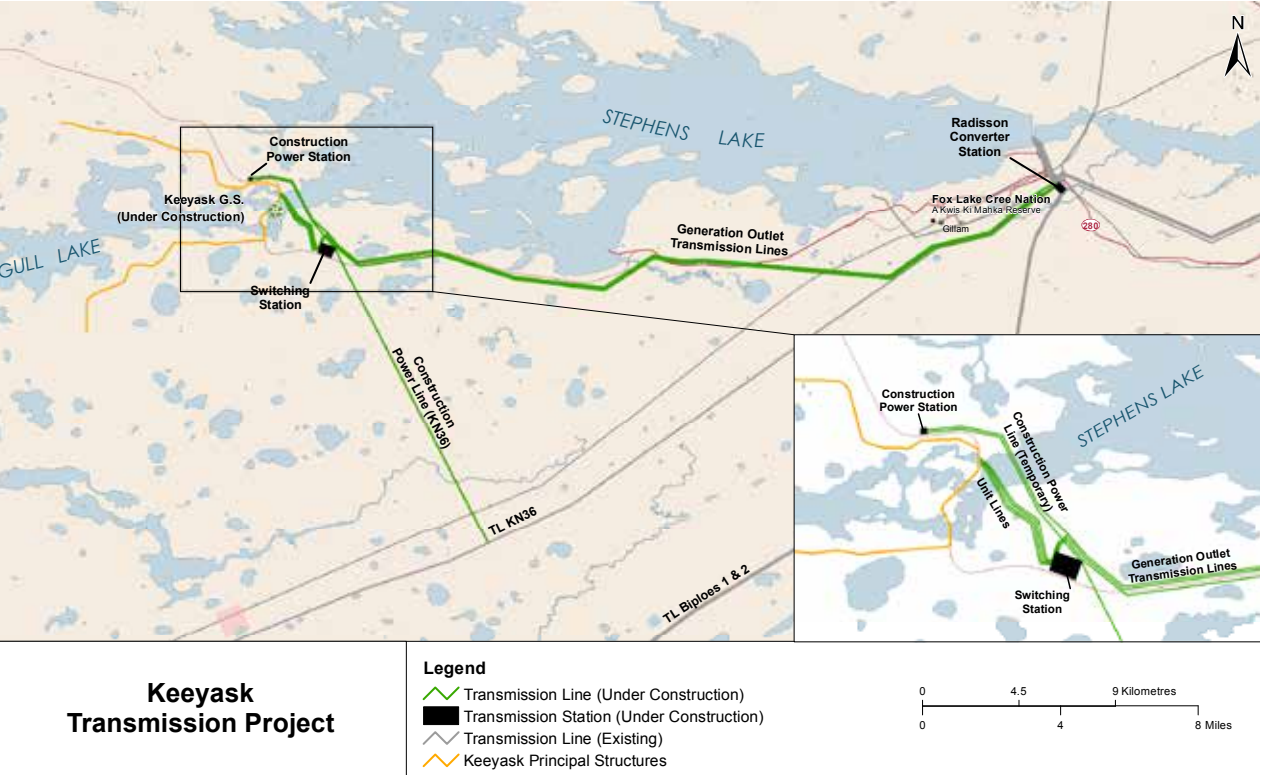 N
STEPHENS LAKE
Radisson
Converter
Station
Construction
Power Station
Keeyask G.S.
(Under Construction)
Fox Lake Cree Nation
A Kwis Ki Mahka Reserve
Gillam
280
GULL LAKE
Generation Outlet
Transmission Lines
Switching
Station
Construction
Power Line (KN36)
TL KN36
TL Biploes 1 & 2
Construction
Power Station
STEPHENS LAKE
Construction Power
Line (Temporary)
Unit Lines
Generation Outlet
Transmission Lines
Switching
Station
Keeyask
Transmission Project
Legend
Transmission Line (Under Construction)
Transmission Station (Under Construction)
Transmission Line (Existing)
Keeyask Principal Structures
0 4.5 9 Kilometres
0 4 8 Miles